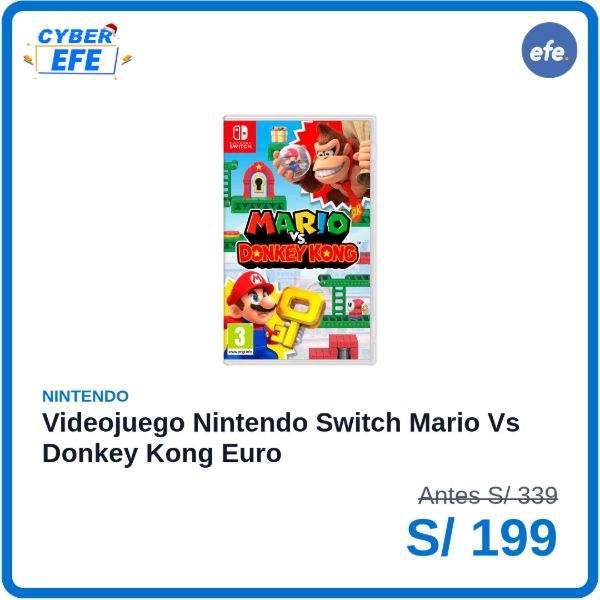 CYBER
EFE
efe.
NINTENDO
SWITCH
MARIO
VS.
DONKEY KONG™
3
www.pegi.info
NINTENDO
Videojuego Nintendo Switch Mario Vs
Donkey Kong Euro
Antes S/ 339
S/ 199